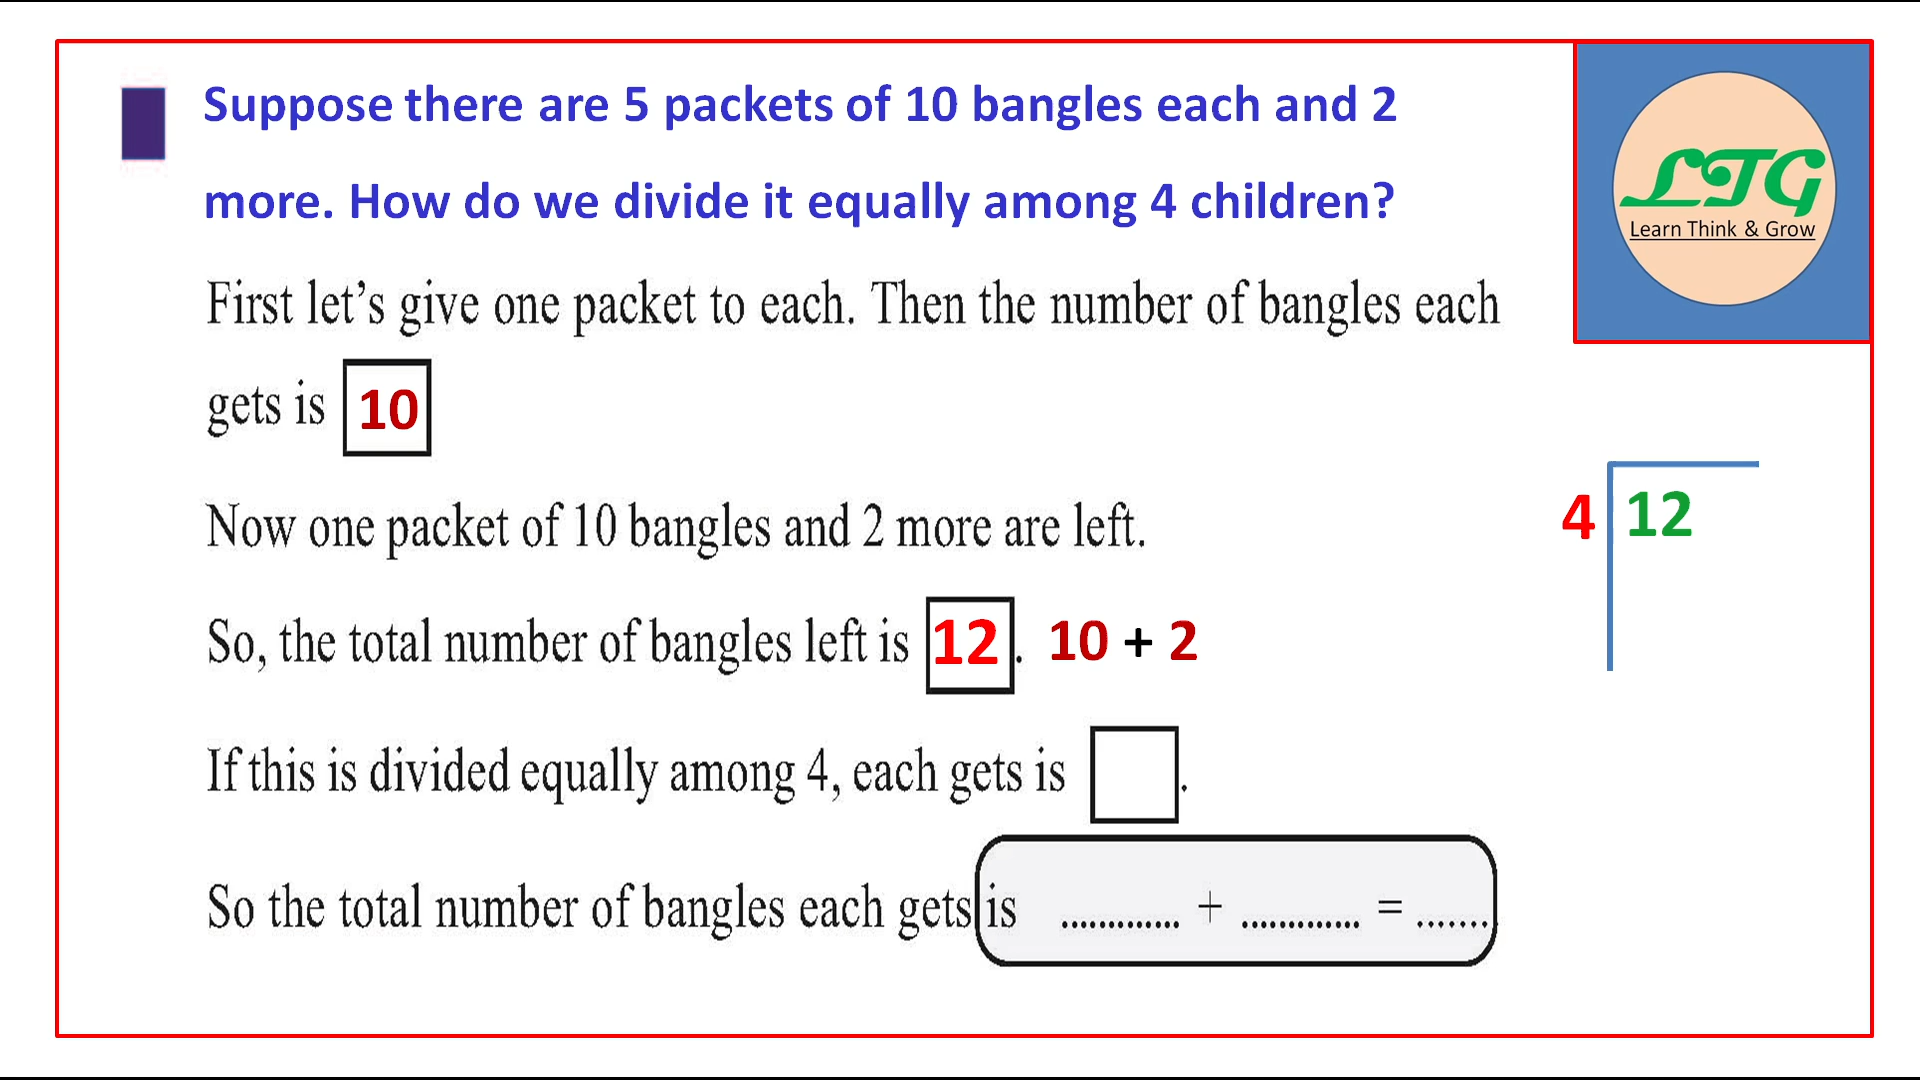 Suppose there are 5 packets of 10 bangles each and 2
more. How do we divide it equally among 4 children?
LTG
Learn Think & Grow
First let’s give one packet to each. Then the number of bangles each
gets is 10
4 12
Now one packet of 10 bangles and 2 more are left.
So, the total number of bangles left is 12. 10 + 2
If this is divided equally among 4, each gets is .
So the total number of bangles each gets is ............. + ............. = ........